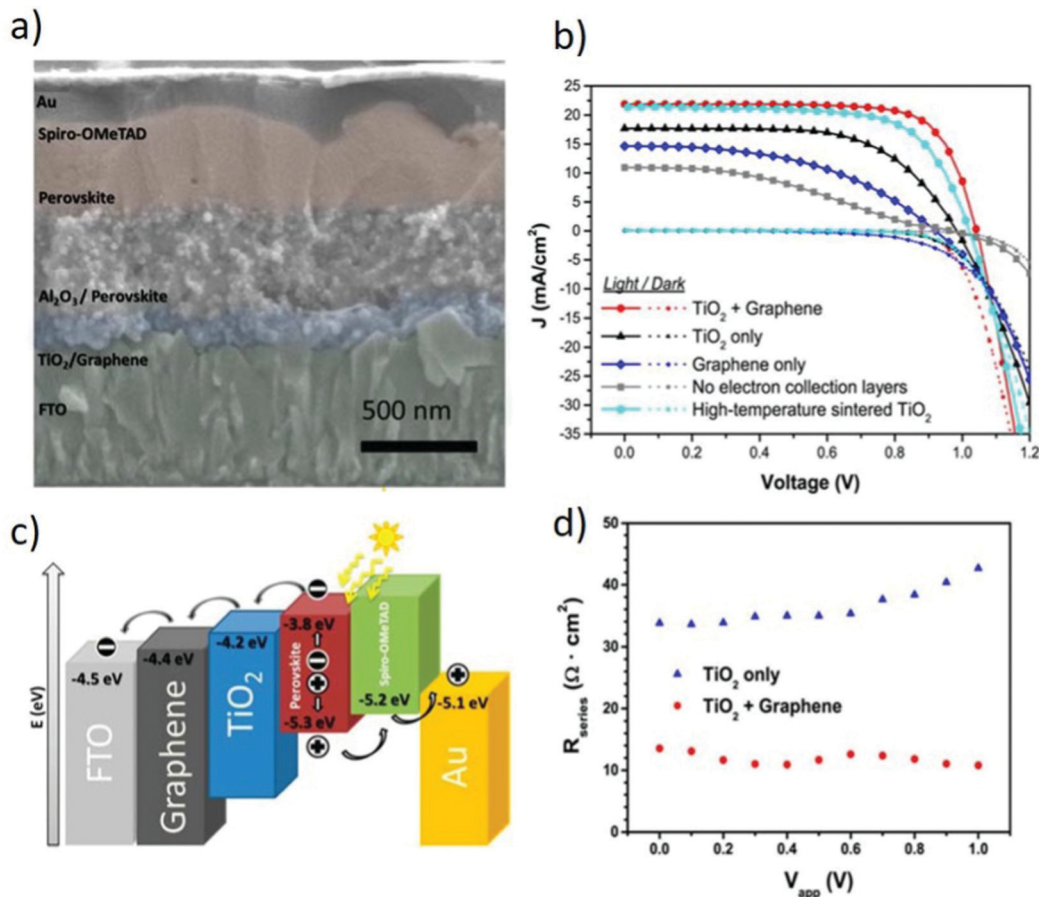 a)
Au
Spiro-OMeTAD
Perovskite
Al₂O₃ / Perovskite
TiO₂/Graphene
FTO
500 nm
b)
25
20
15
10
5
0
-5
-10
-15
-20
-25
-30
-35
J (mA/cm²)
Light / Dark
TiO₂ + Graphene
TiO₂ only
Graphene only
No electron collection layers
High-temperature sintered TiO₂
0.0 0.2 0.4 0.6 0.8 1.0 1.2
Voltage (V)
c)
E (eV)
-4.5 eV
FTO
-4.4 eV
Graphene
-4.2 eV
TiO₂
-3.8 eV
Perovskite
-5.3 eV
Spiro-OMeTAD
-5.2 eV
-5.1 eV
Au
d)
50
40
30
20
10
0
R series (Ω · cm²)
TiO₂ only
TiO₂ + Graphene
0.0 0.2 0.4 0.6 0.8 1.0
V app (V)